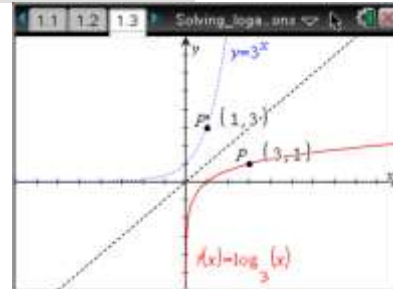 1.1 1.2 1.3 Solving_loga...ons
y
y=3^x
P' (1,3)
P (3,1)
x
f(x)=log_3(x)